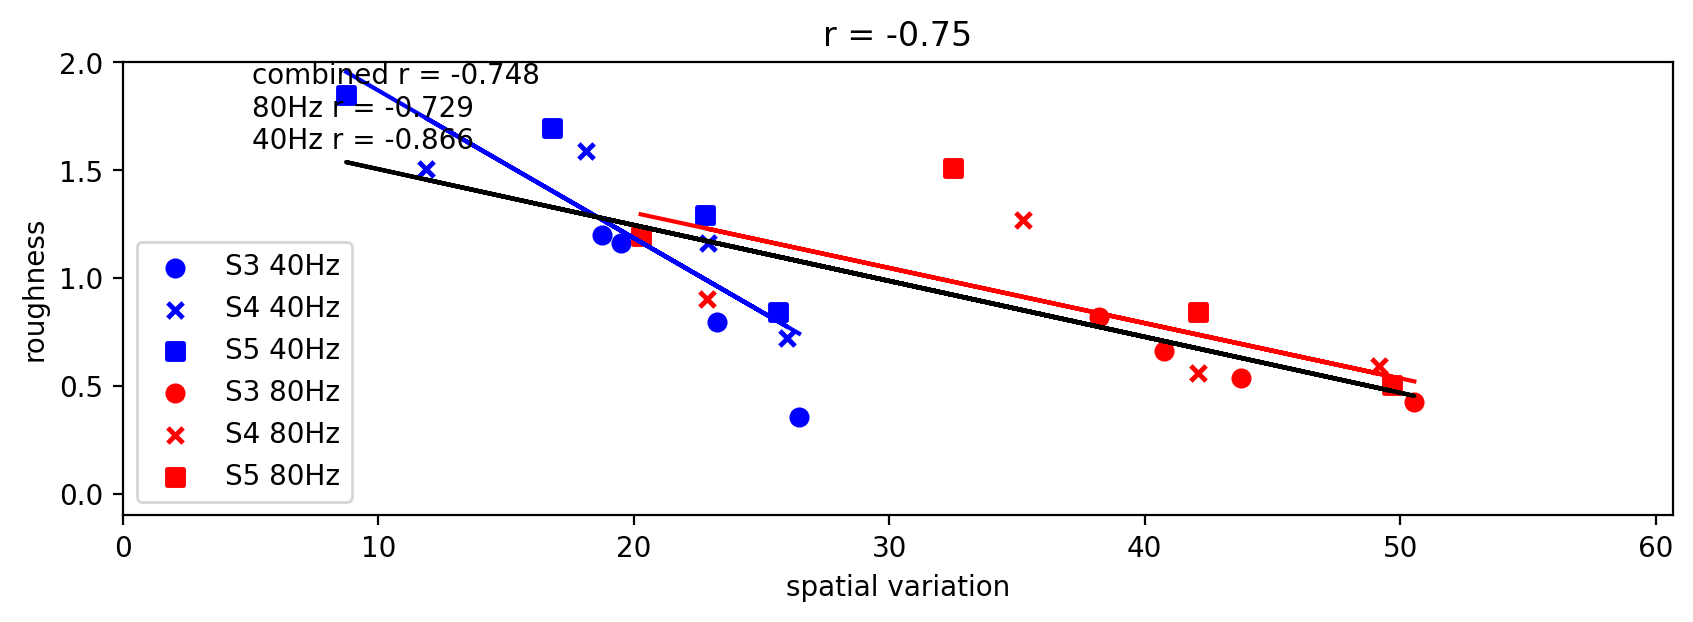 r = -0.75
combined r = -0.748
80Hz r = -0.729
40Hz r = -0.866
2.0
1.5
1.0
0.5
0.0
roughness
S3 40Hz
S4 40Hz
S5 40Hz
S3 80Hz
S4 80Hz
S5 80Hz
0 10 20 30 40 50 60
spatial variation